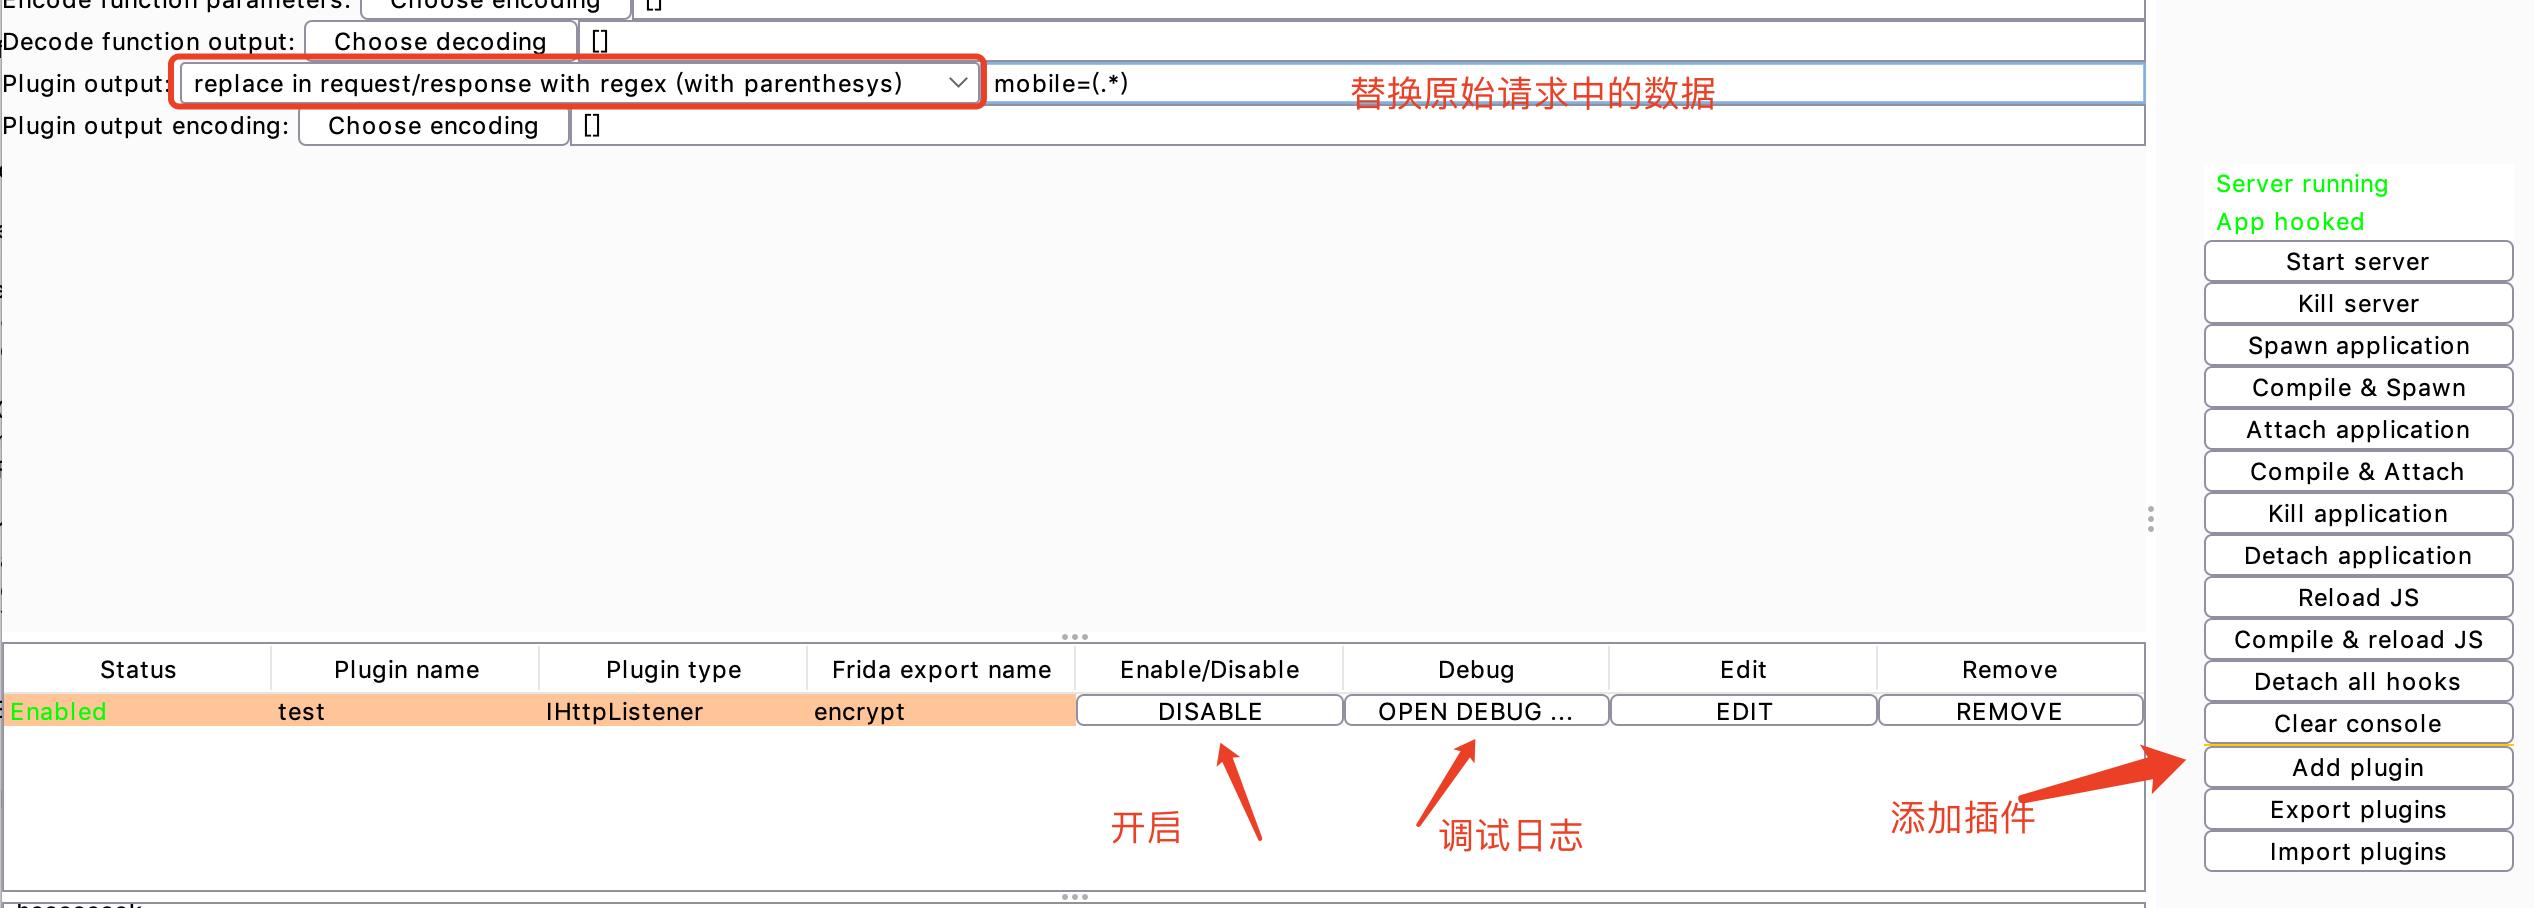 Encode function parameters: Choose encoding []
Decode function output: Choose decoding []
Plugin output: replace in request/response with regex (with parenthesys) mobile=(.*) 替换原始请求中的数据
Plugin output encoding: Choose encoding []
Server running
App hooked
Start server
Kill server
Spawn application
Compile & Spawn
Attach application
Compile & Attach
Kill application
Detach application
Reload JS
Compile & reload JS
Detach all hooks
Clear console
Add plugin
Export plugins
Import plugins
Status Plugin name Plugin type Frida export name Enable/Disable Debug Edit Remove
Enabled test IHttpListener encrypt DISABLE OPEN DEBUG ... EDIT REMOVE
开启
调试日志
添加插件